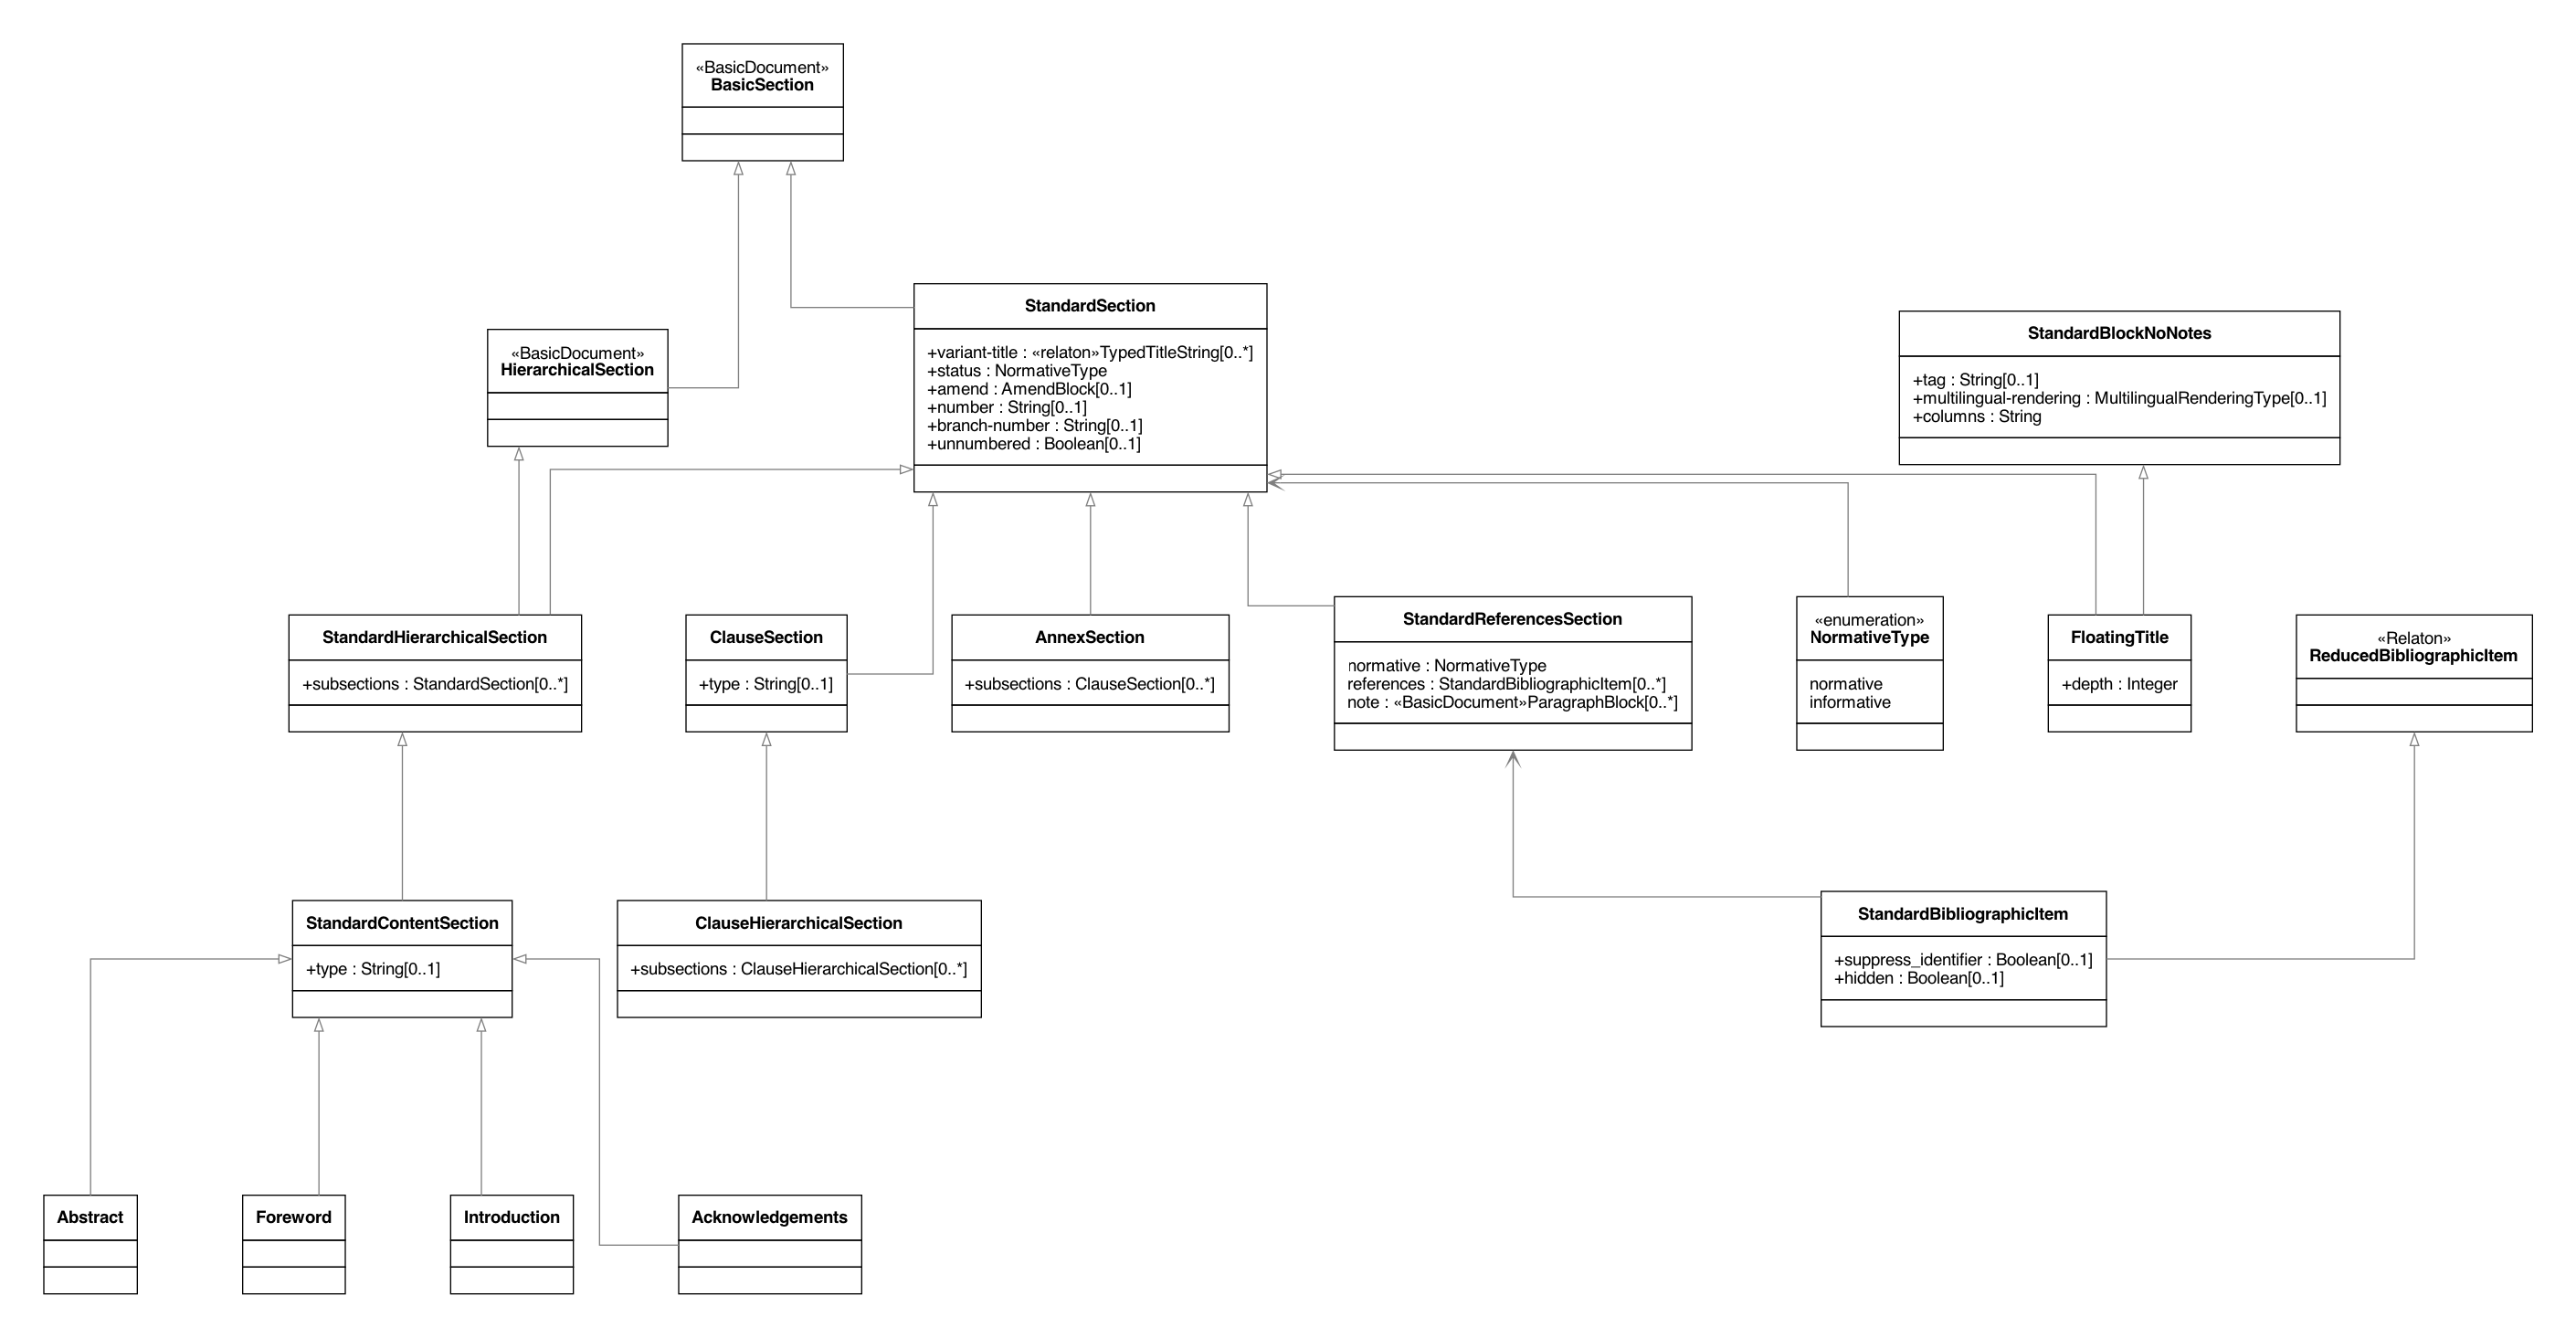 «BasicDocument»
BasicSection
StandardSection
+variant-title : «relaton»TypedTitleString[0..*]
+status : NormativeType
+amend : AmendBlock[0..1]
+number : String[0..1]
+branch-number : String[0..1]
+unnumbered : Boolean[0..1]
«BasicDocument»
HierarchicalSection
StandardBlockNoNotes
+tag : String[0..1]
+multilingual-rendering : MultilingualRenderingType[0..1]
+columns : String
StandardHierarchicalSection
+subsections : StandardSection[0..*]
ClauseSection
+type : String[0..1]
AnnexSection
+subsections : ClauseSection[0..*]
StandardReferencesSection
normative : NormativeType
references : StandardBibliographicItem[0..*]
note : «BasicDocument»ParagraphBlock[0..*]
«enumeration»
NormativeType
normative
informative
FloatingTitle
+depth : Integer
«Relaton»
ReducedBibliographicItem
StandardContentSection
+type : String[0..1]
ClauseHierarchicalSection
+subsections : ClauseHierarchicalSection[0..*]
StandardBibliographicItem
+suppress_identifier : Boolean[0..1]
+hidden : Boolean[0..1]
Abstract
Foreword
Introduction
Acknowledgements